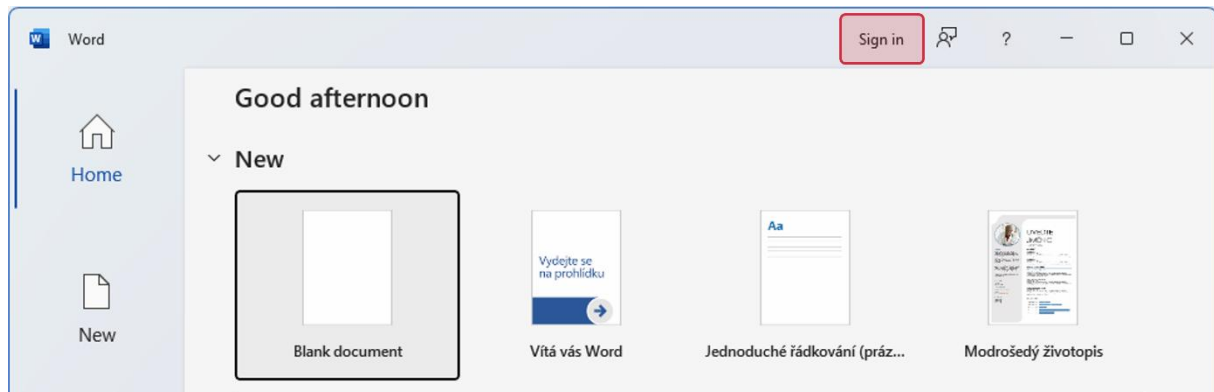 Word
Sign in
?
Good afternoon
Home
New
Vydejte se
na prohlídku
Aa
Blank document
Vítá vás Word
Jednoduché řádkování (práz...
Modrošedý životopis
New